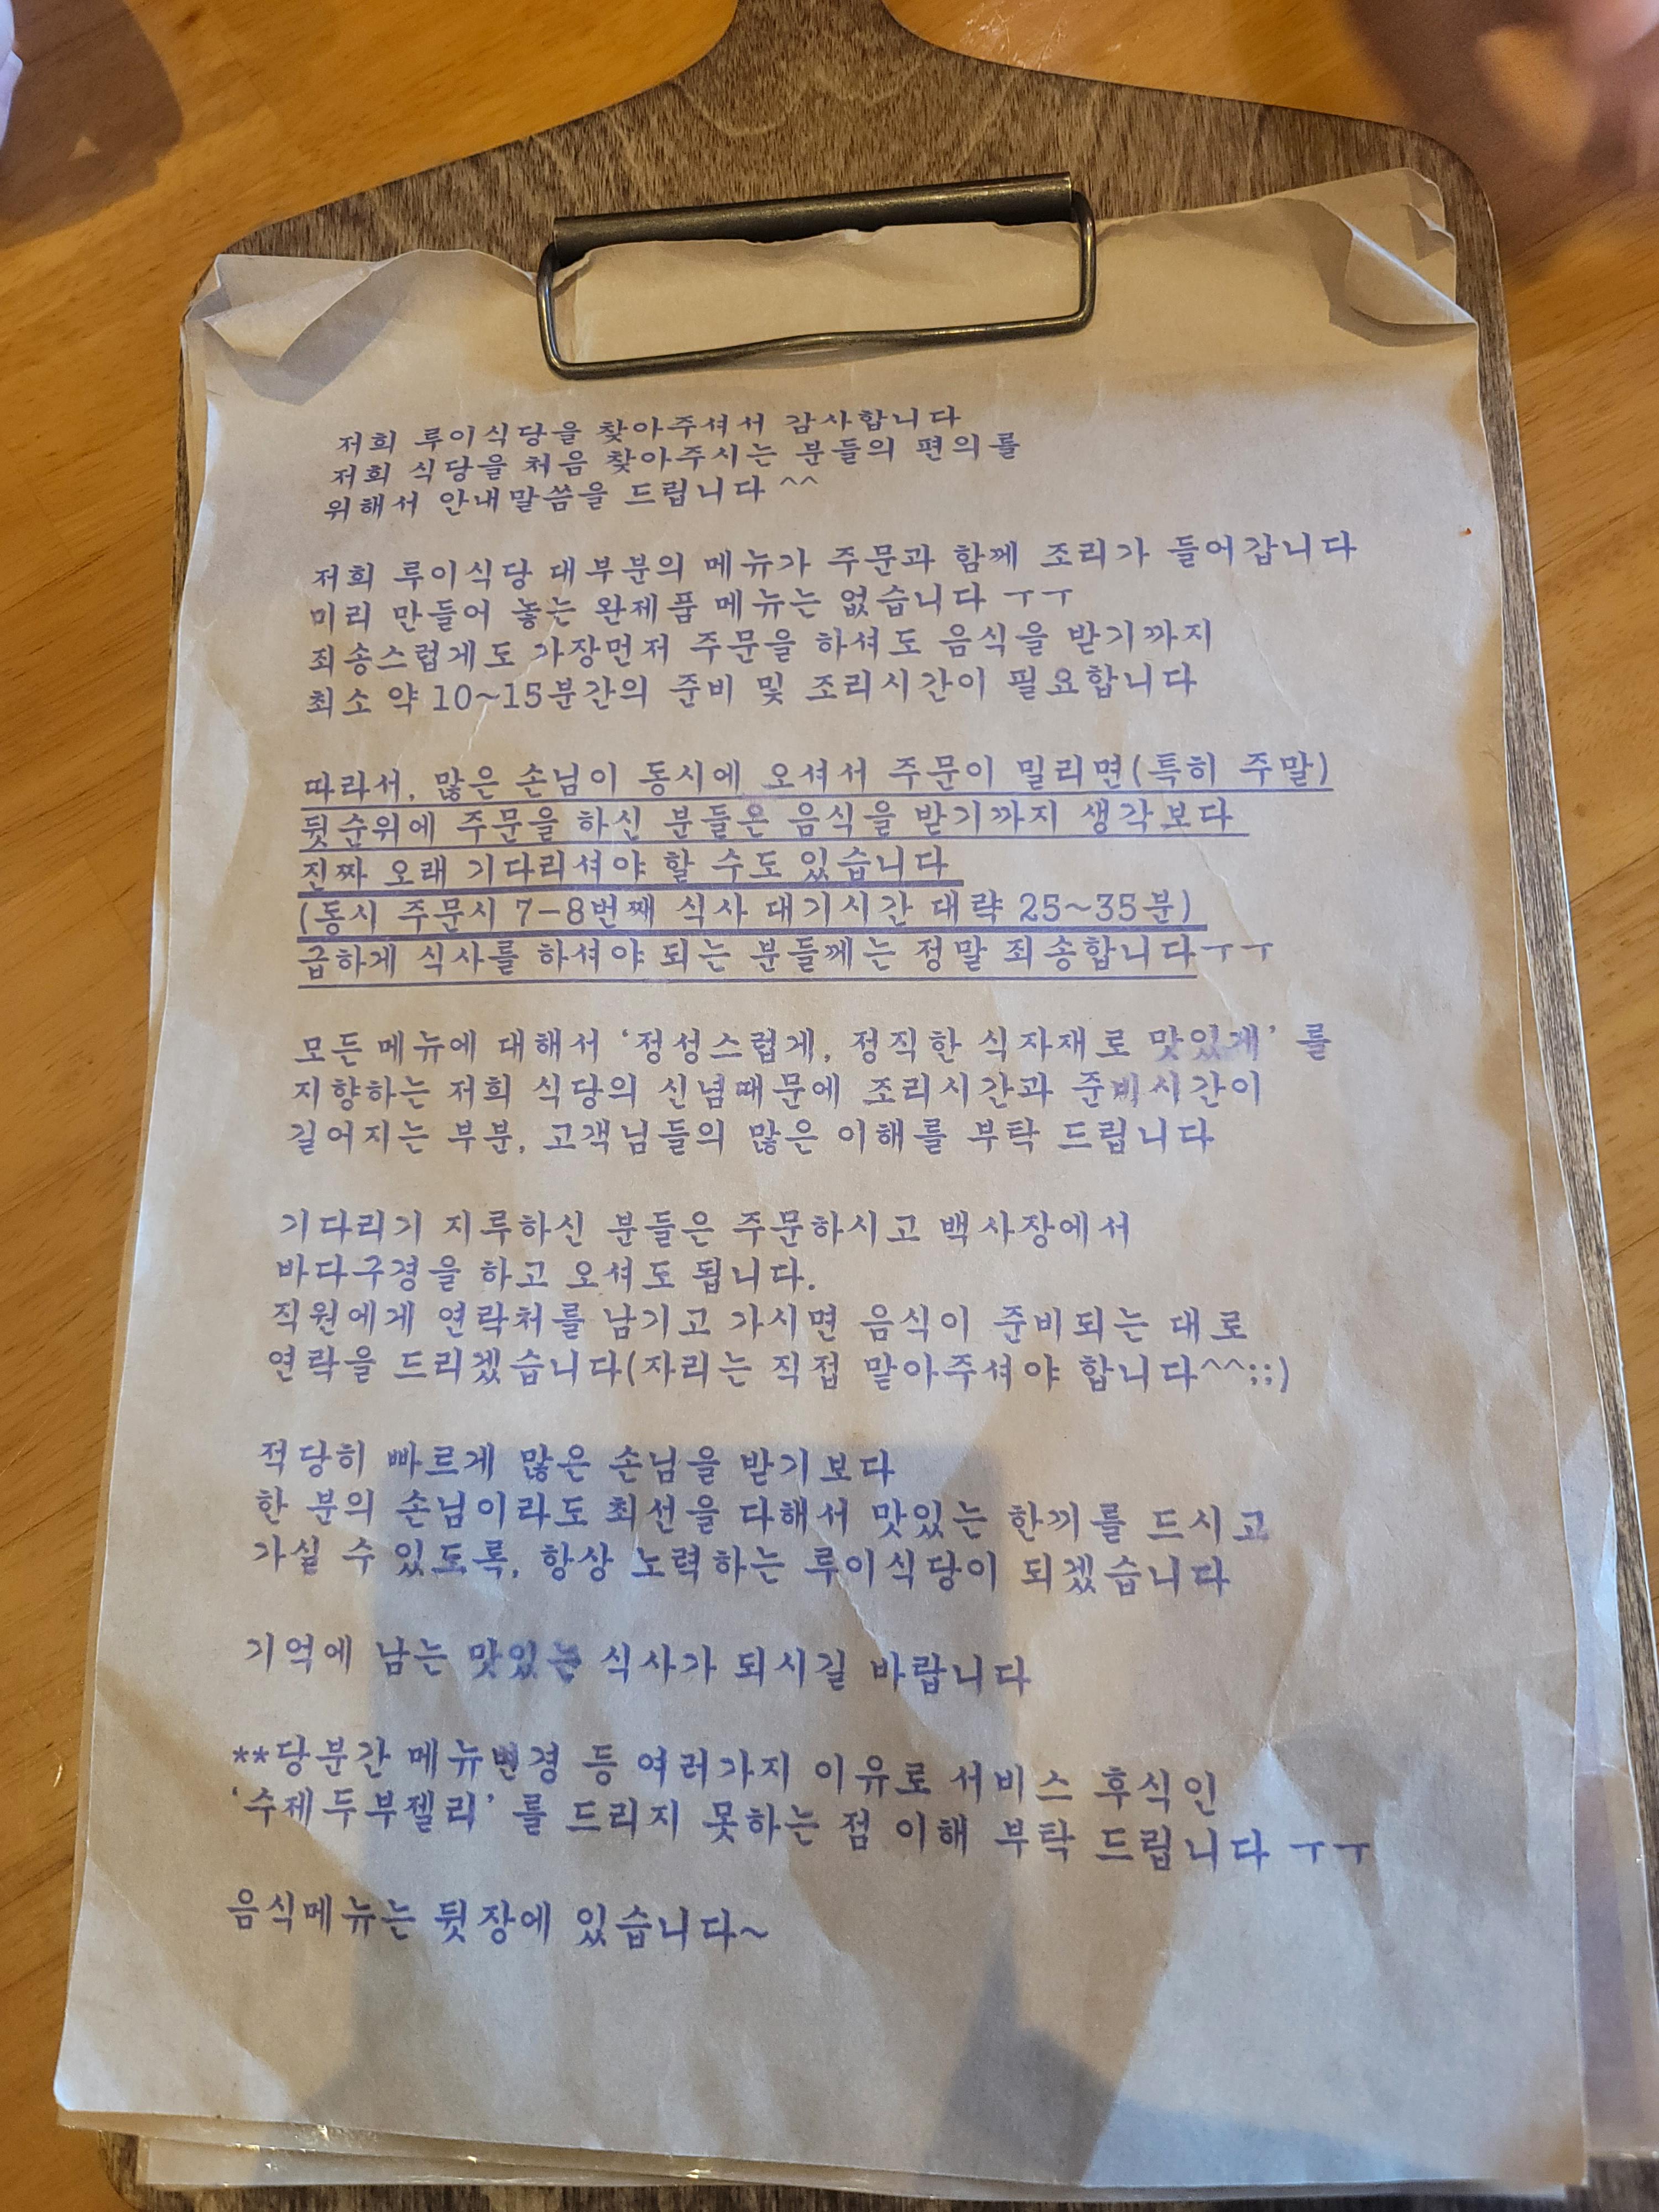 저희 루이식당을 찾아주셔서 감사합니다
저희 식당을 처음 찾아주시는 분들의 편의를
위해서 안내말씀을 드립니다 ^^
저희 루이식당 대부분의 메뉴가 주문과 함께 조리가 들어갑니다
미리 만들어 놓는 완제품 메뉴는 없습니다 ㅜㅜ
죄송스럽게도 가장먼저 주문을 하셔도 음식을 받기까지
최소 약 10~15분간의 준비 및 조리시간이 필요합니다
따라서, 많은 손님이 동시에 오셔서 주문이 밀리면(특히 주말)
뒷순위에 주문을 하신 분들은 음식을 받기까지 생각보다
진짜 오래 기다리셔야 할 수도 있습니다
(동시 주문시 7-8번째 식사 대기시간 대략 25~35분)
급하게 식사를 하셔야 되는 분들께는 정말 죄송합니다ㅜㅜ
모든 메뉴에 대해서 '정성스럽게, 정직한 식자재로 맛있게' 를
지향하는 저희 식당의 신념때문에 조리시간과 준비시간이
길어지는 부분, 고객님들의 많은 이해를 부탁 드립니다
기다리기 지루하신 분들은 주문하시고 백사장에서
바다구경을 하고 오셔도 됩니다.
직원에게 연락처를 남기고 가시면 음식이 준비되는 대로
연락을 드리겠습니다(자리는 직접 맡아주셔야 합니다^^;;)
적당히 빠르게 많은 손님을 받기보다
한 분의 손님이라도 최선을 다해서 맛있는 한끼를 드시고
가실 수 있도록, 항상 노력하는 루이식당이 되겠습니다
기억에 남는 맛있는 식사가 되시길 바랍니다
**당분간 메뉴변경 등 여러가지 이유로 서비스 후식인
'수제두부젤리' 를 드리지 못하는 점 이해 부탁 드립니다 ㅜㅜ
음식메뉴는 뒷장에 있습니다~